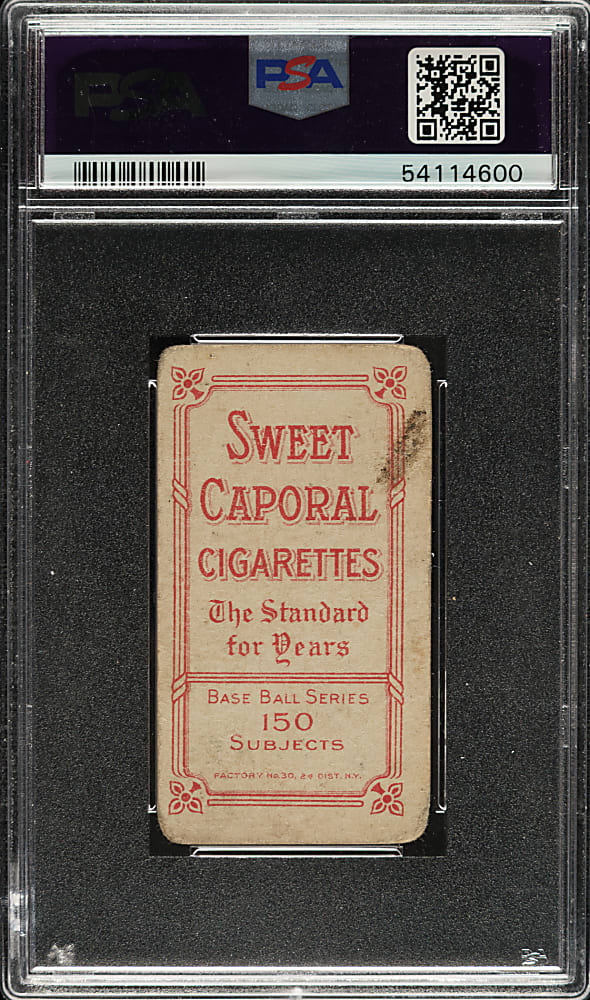 PSA
PSA
54114600
SWEET
CAPORAL
CIGARETTES
The Standard
for Years
BASE BALL SERIES
150
SUBJECTS
FACTORY No. 30, 2d DIST. N.Y.